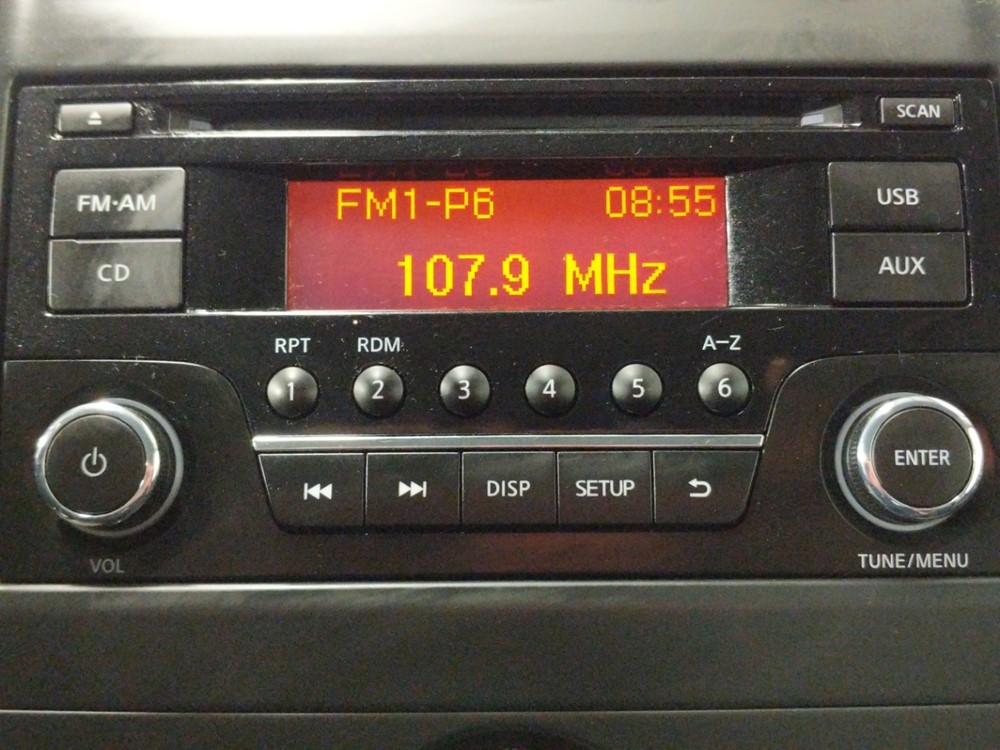 SCAN
FM·AM
FM1-P6 08:55
USB
CD
107.9 MHz
AUX
RPT RDM A-Z
1 2 3 4 5 6
ENTER
DISP SETUP
VOL
TUNE/MENU